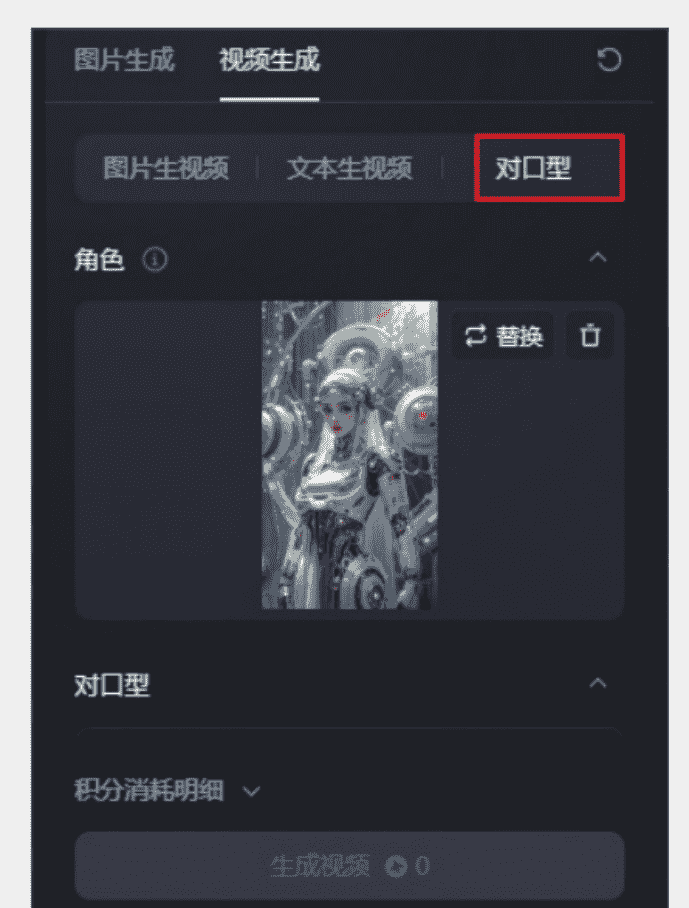 图片生成 视频生成
图片生视频 文本生视频 对口型
角色
替换
对口型
积分消耗明细
生成视频 0